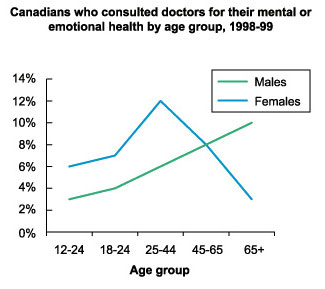 Canadians who consulted doctors for their mental or
emotional health by age group, 1998-99
14%
12%
10%
8%
6%
4%
2%
0%
Males
Females
12-24 18-24 25-44 45-65 65+
Age group